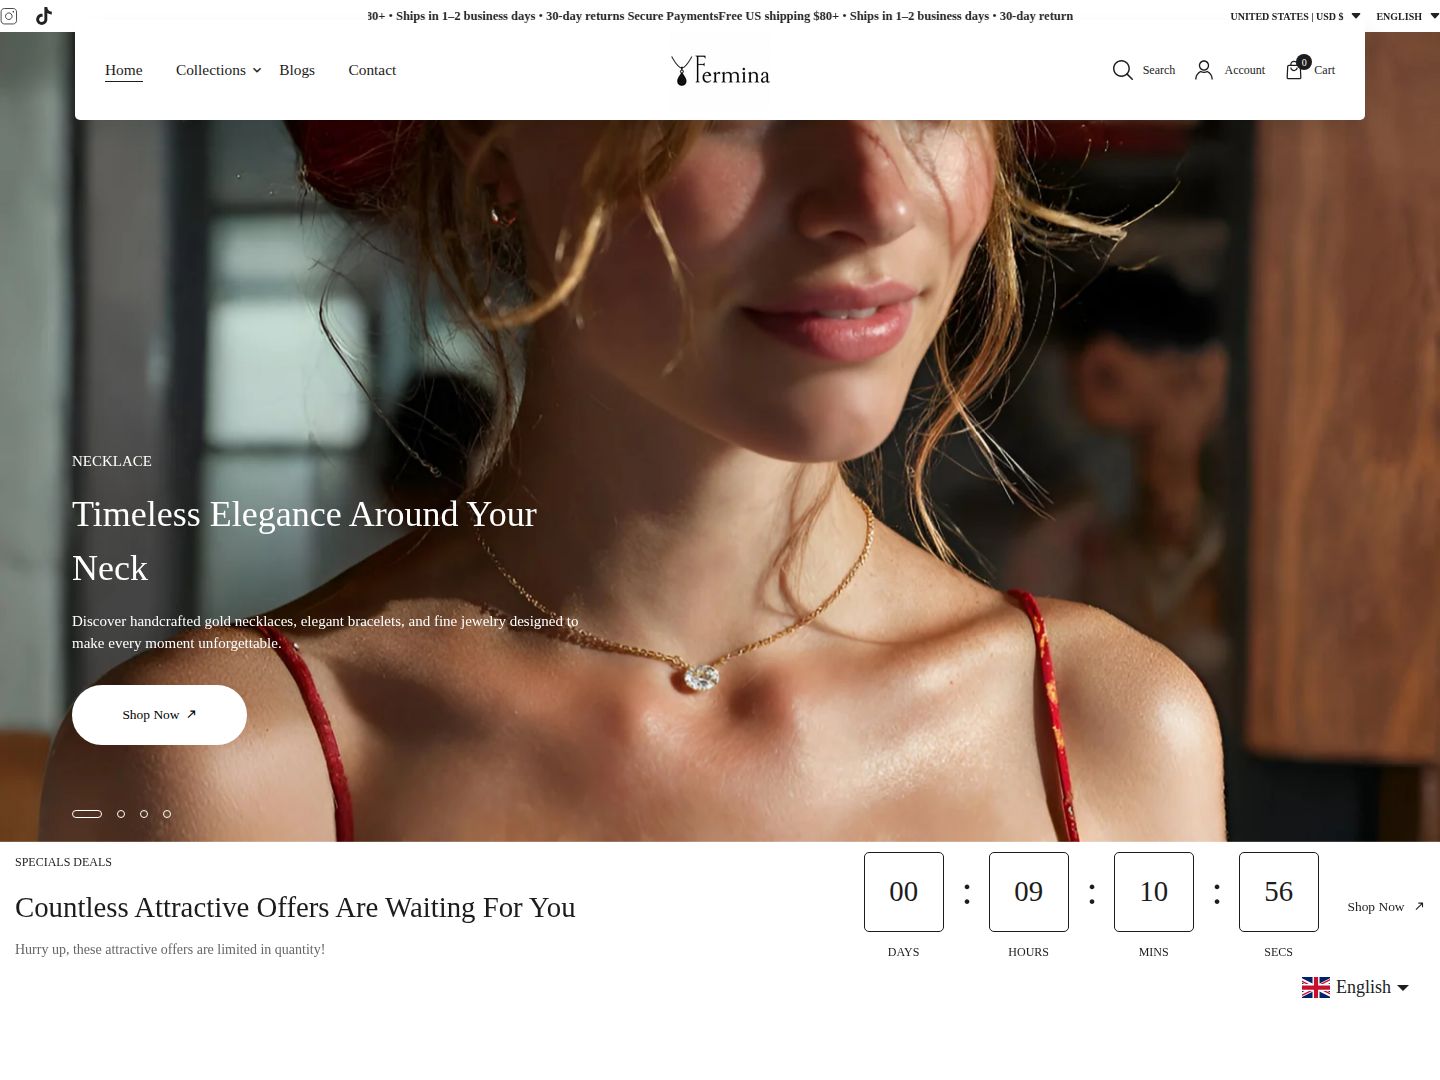 80+ • Ships in 1–2 business days • 30-day returns Secure PaymentsFree US shipping $80+ • Ships in 1–2 business days • 30-day return
UNITED STATES | USD $
ENGLISH
Home
Collections
Blogs
Contact
Fermina
Search
Account
0
Cart
NECKLACE
Timeless Elegance Around Your
Neck
Discover handcrafted gold necklaces, elegant bracelets, and fine jewelry designed to
make every moment unforgettable.
Shop Now
SPECIALS DEALS
Countless Attractive Offers Are Waiting For You
Hurry up, these attractive offers are limited in quantity!
00 : 09 : 10 : 56
DAYS HOURS MINS SECS
Shop Now
English